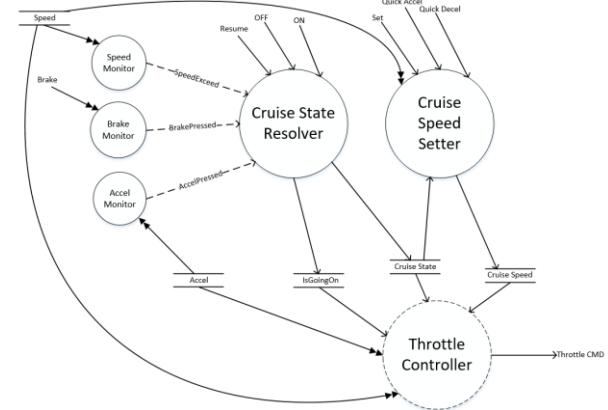 Speed
Quick Accel
Quick Decel
Set
OFF
ON
Resume
Speed
Monitor
SpeedExceed
Brake
Cruise State
Resolver
Cruise
Speed
Setter
Brake
Monitor
BrakePressed
AccelPressed
Accel
Monitor
Accel
IsGoingOn
Cruise State
Cruise Speed
Throttle
Controller
Throttle CMD